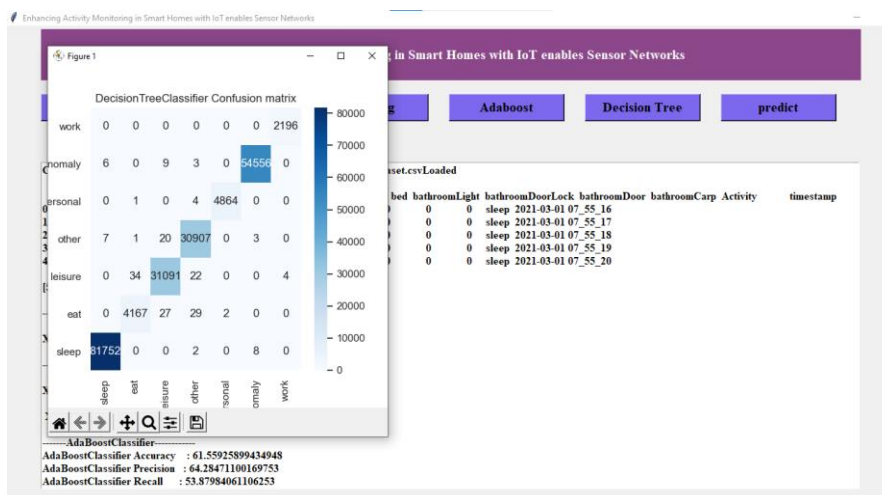 Enhancing Activity Monitoring in Smart Homes with IoT enables Sensor Networks
Figure 1
in Smart Homes with IoT enables Sensor Networks
DecisionTreeClassifier Confusion matrix
Adaboost
Decision Tree
predict
work 0 0 0 0 0 0 2196
nomaly 6 0 9 3 0 54556 0
ersonal 0 1 0 4 4864 0 0
other 7 1 20 30907 0 3 0
leisure 0 34 31091 22 0 0 4
eat 0 4167 27 29 2 0 0
sleep 81752 0 0 2 0 8 0
sleep eat eisure other rsonal omaly work
80000
70000
60000
50000
40000
30000
20000
10000
0
aset.csvLoaded
bed bathroomLight bathroomDoorLock bathroomDoor bathroomCarp Activity timestamp
0 0 sleep 2021-03-01 07_55_16
0 0 sleep 2021-03-01 07_55_17
0 0 sleep 2021-03-01 07_55_18
0 0 sleep 2021-03-01 07_55_19
0 0 sleep 2021-03-01 07_55_20
-------AdaBoostClassifier------------
AdaBoostClassifier Accuracy : 61.55925899434948
AdaBoostClassifier Precision : 64.28471100169753
AdaBoostClassifier Recall : 53.87984061106253